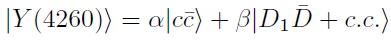 |Y(4260)⟩ = α|cc̄⟩ + β|D₁D̄ + c.c.⟩